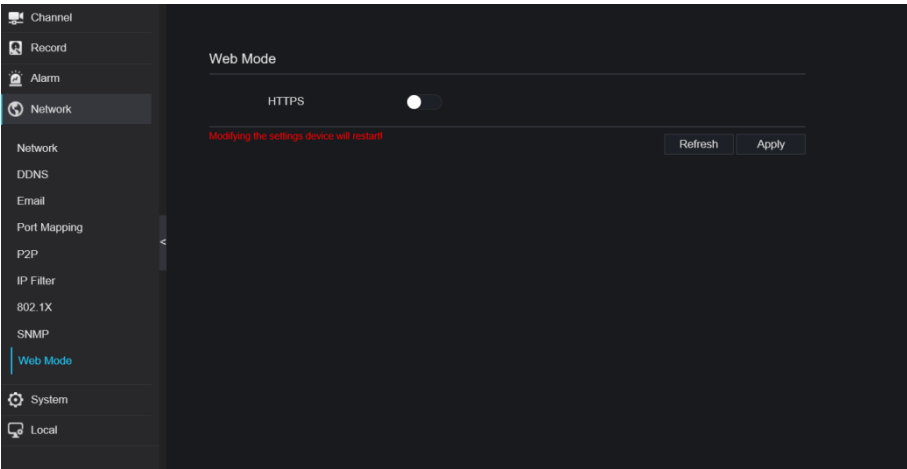 Channel
Record
Alarm
Network
Network
DDNS
Email
Port Mapping
P2P
IP Filter
802.1X
SNMP
Web Mode
System
Local
<
Web Mode
HTTPS
Modifying the settings device will restart!!
Refresh Apply